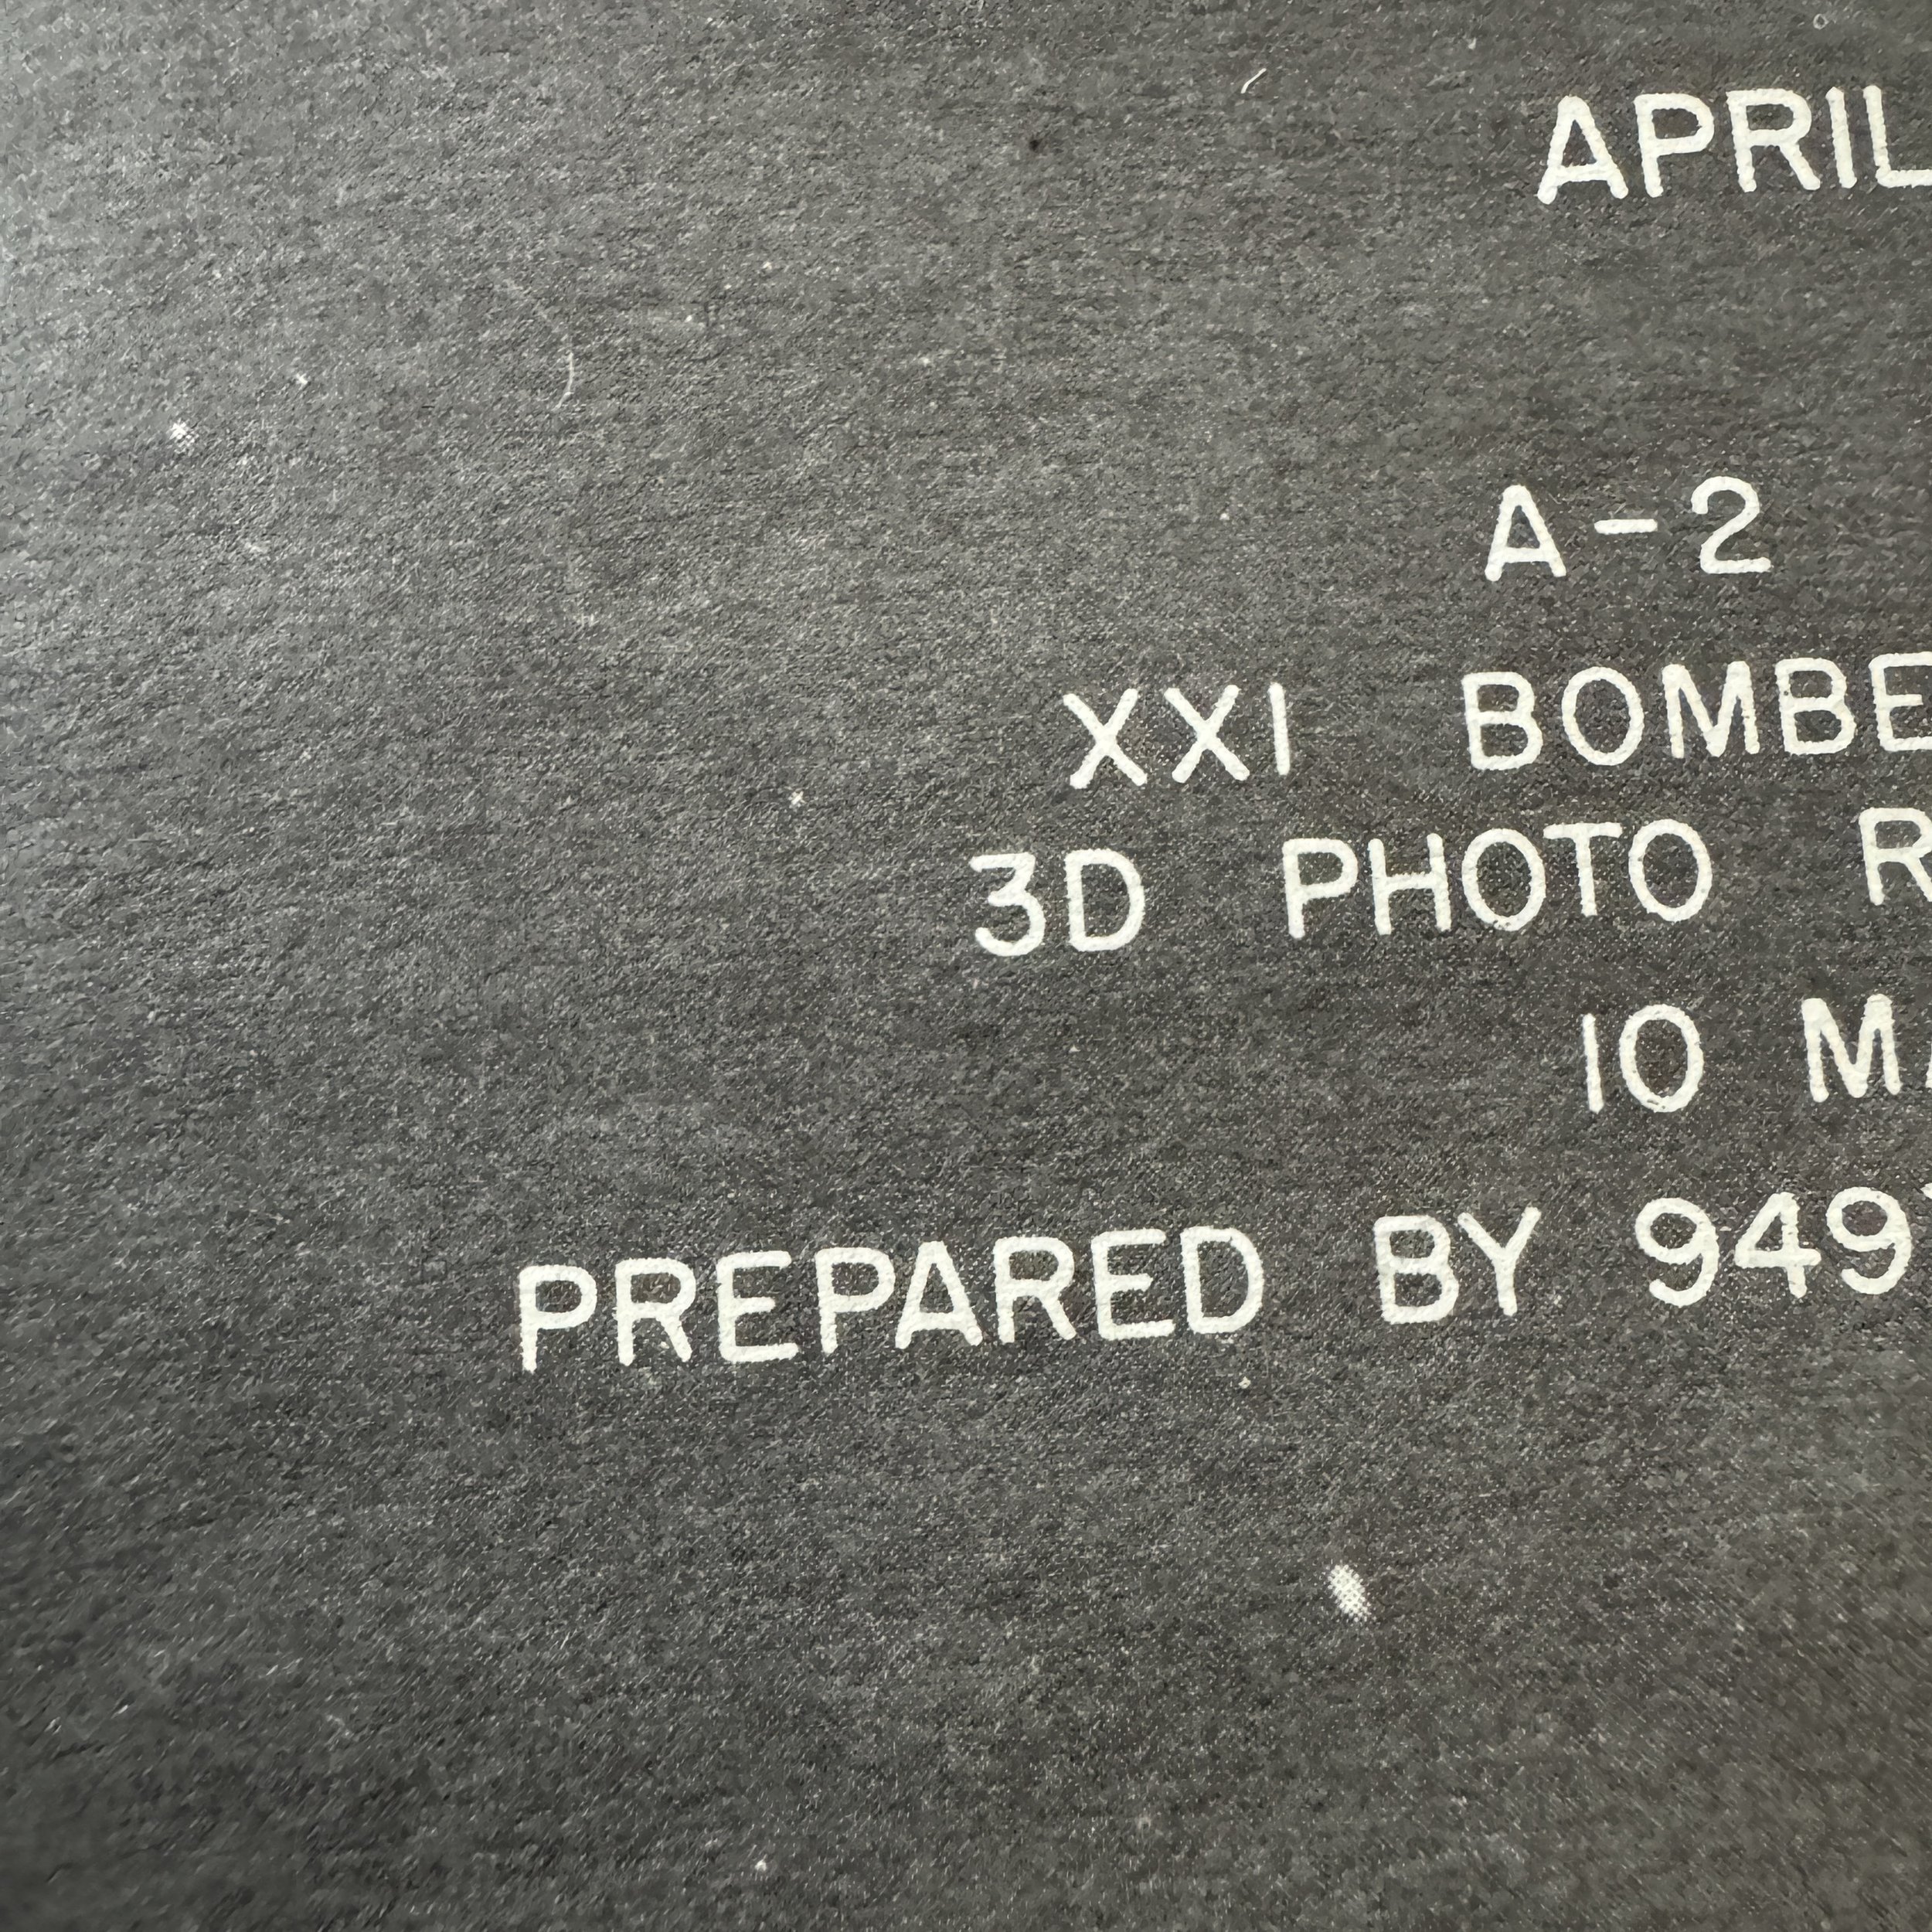 APRIL
A-2
XXI BOMBE
3D PHOTO R
10 MA
PREPARED BY 949